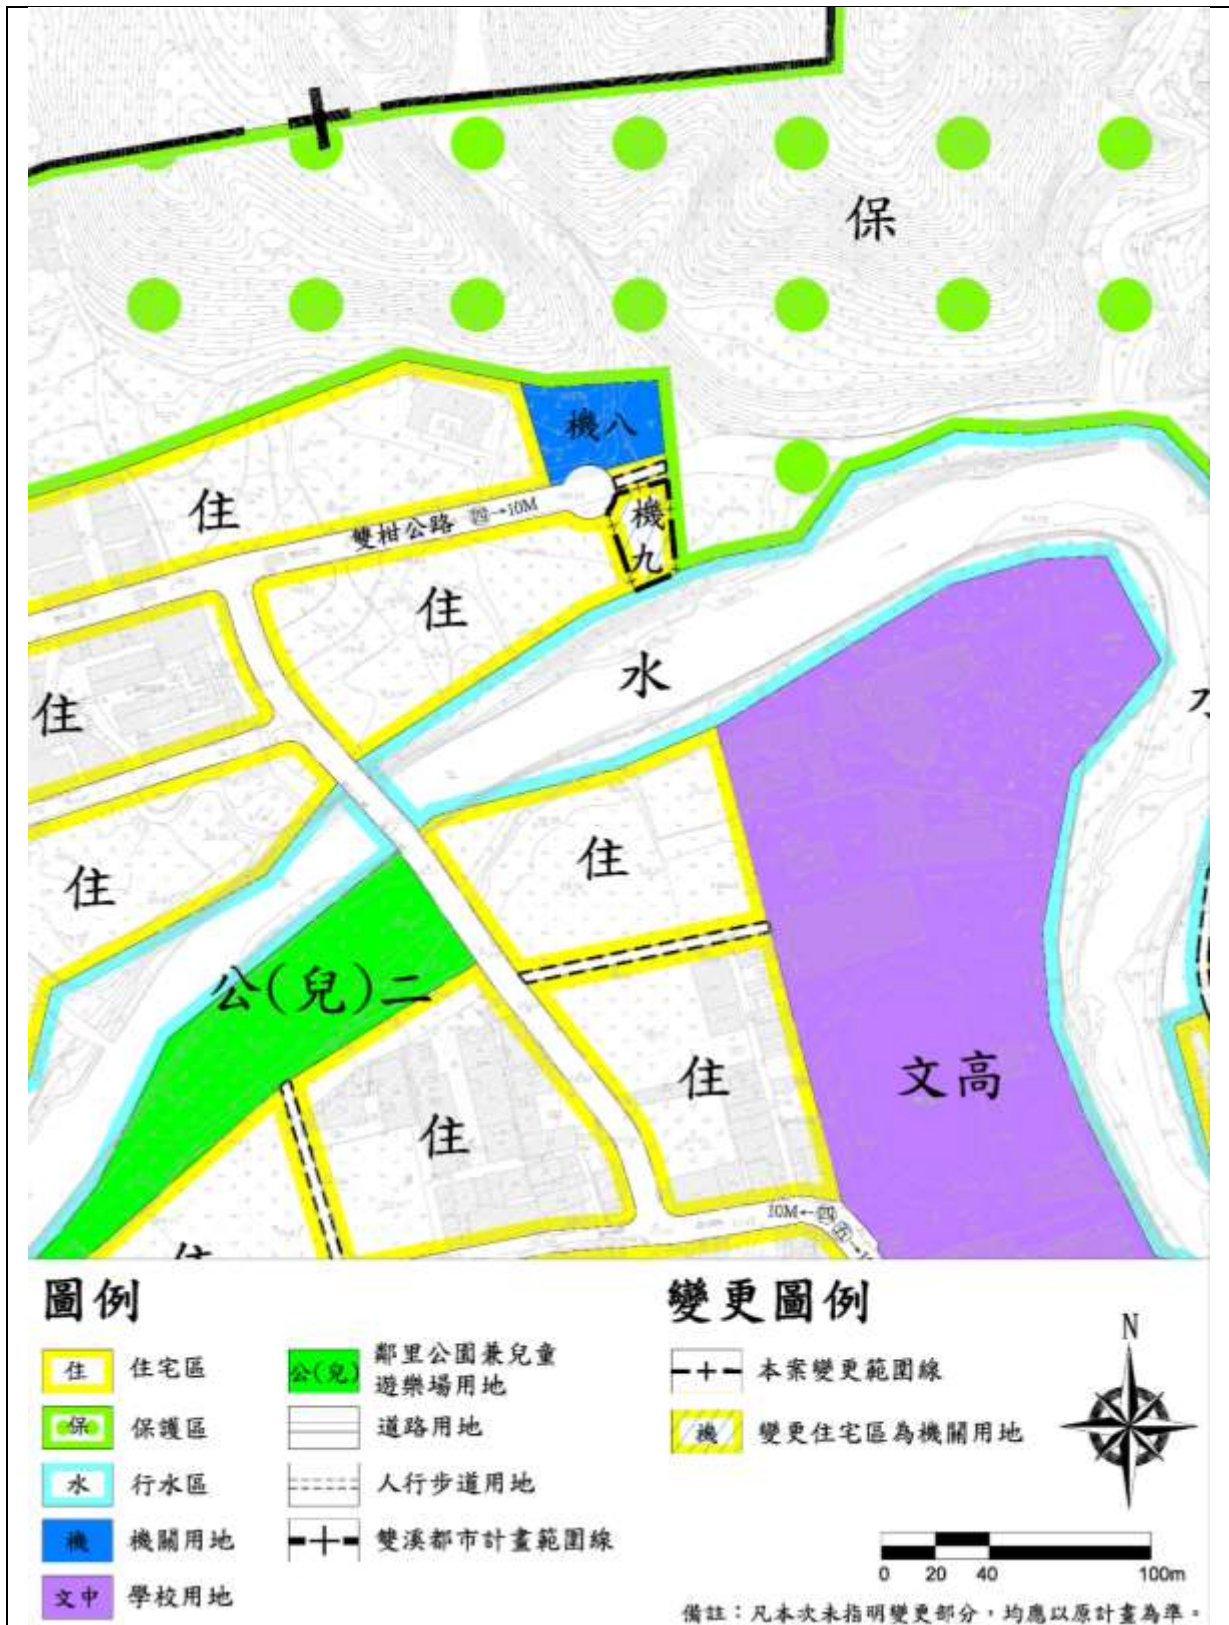 保
機八
住
雙柑公路 四→10M
機
九
住
水
水
住
住
住
公(兒)二
住
文高
住
10M←四
五→1
住
圖例
住 住宅區
保 保護區
水 行水區
機 機關用地
文中 學校用地
公(兒) 鄰里公園兼兒童
遊樂場用地
道路用地
人行步道用地
雙溪都市計畫範圍線
變更圖例
本案變更範圍線
機 變更住宅區為機關用地
N
0 20 40 100m
備註：凡本次未指明變更部分，均應以原計畫為準。